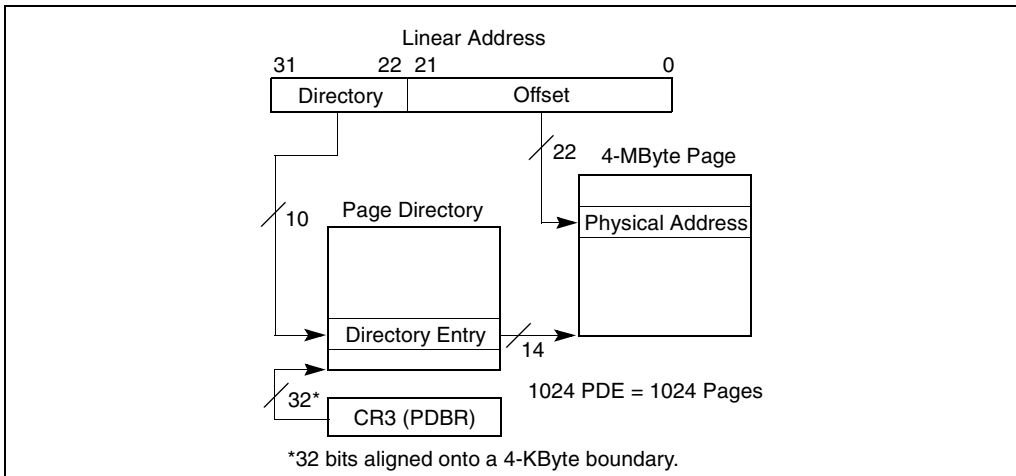 Linear Address
31 22 21 0
Directory Offset
22
4-MByte Page
10
Page Directory
Physical Address
Directory Entry
14
32*
1024 PDE = 1024 Pages
CR3 (PDBR)
*32 bits aligned onto a 4-KByte boundary.